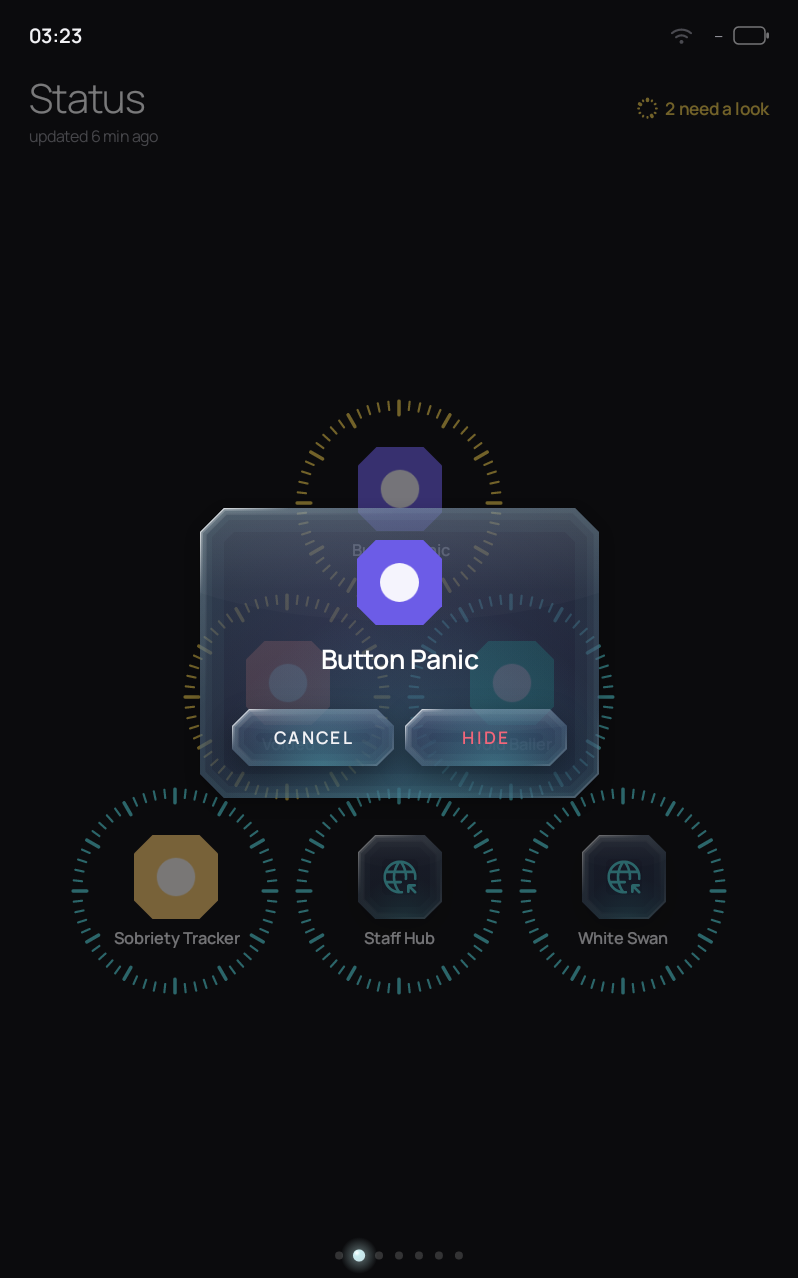 03:23
Status
updated 6 min ago
2 need a look
Button Panic
CANCEL
HIDE
Sobriety Tracker
Staff Hub
White Swan